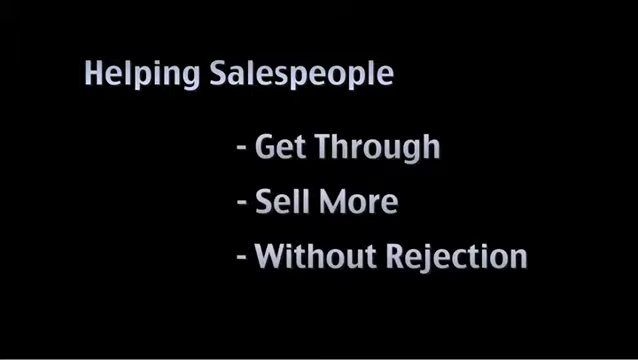 Helping Salespeople
- Get Through
- Sell More
- Without Rejection